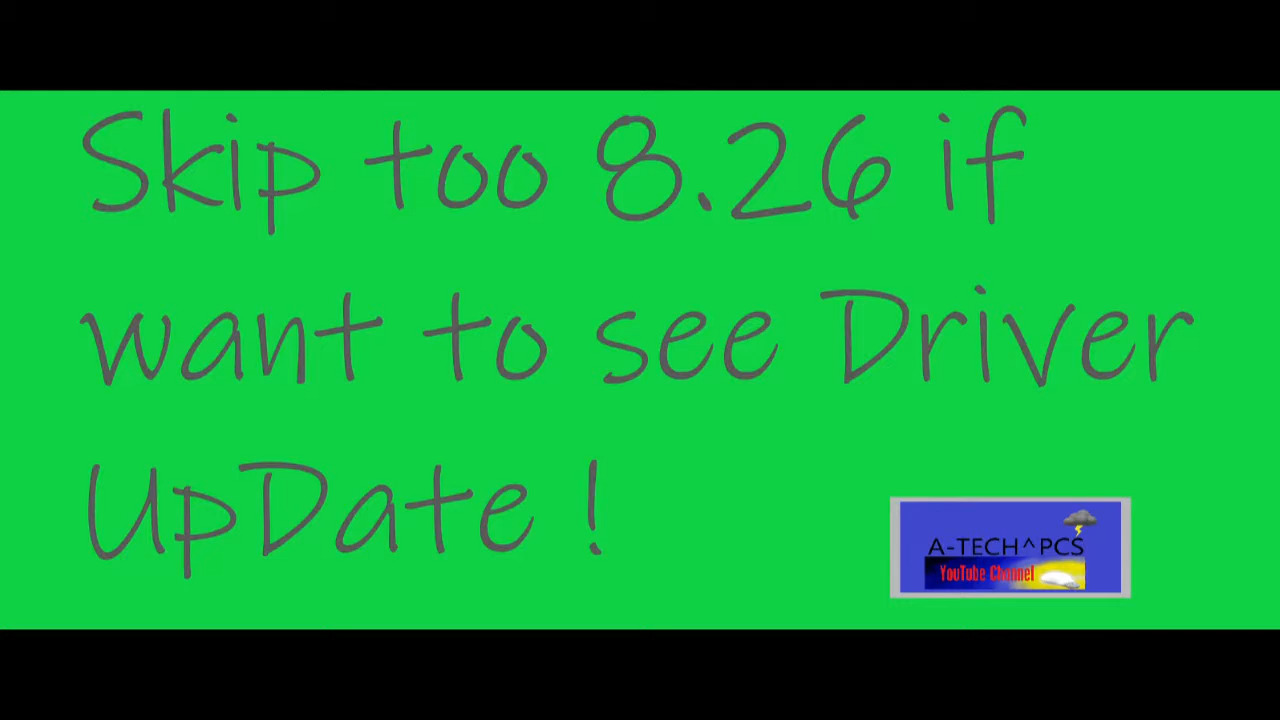 Skip too 8.26 if
want to see Driver
UpDate !
A-TECH^PCS
YouTube Channel